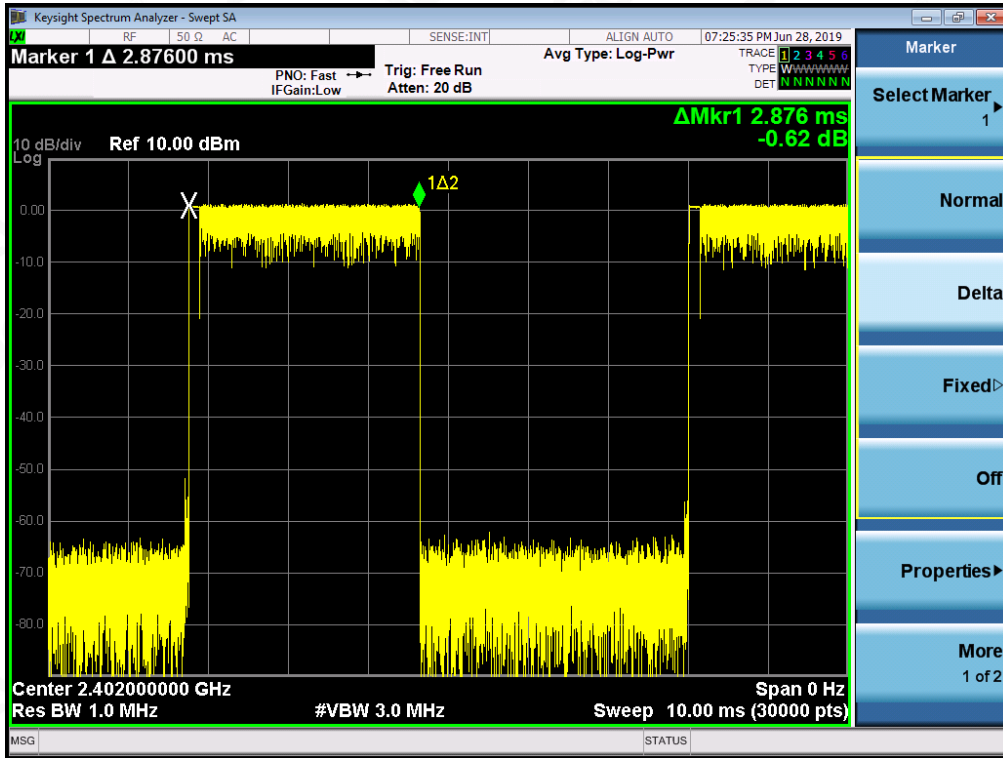 Keysight Spectrum Analyzer - Swept SA
LXI RF 50 Ω AC SENSE:INT ALIGN AUTO 07:25:35 PM Jun 28, 2019
Marker 1 Δ 2.87600 ms
PNO: Fast
IFGain:Low
Trig: Free Run
Atten: 20 dB
Avg Type: Log-Pwr
TRACE 1 2 3 4 5 6
TYPE WWWWWW
DET N N N N N N
ΔMkr1 2.876 ms
-0.62 dB
10 dB/div Ref 10.00 dBm
Log
1Δ2
0.00
-10.0
-20.0
-30.0
-40.0
-50.0
-60.0
-70.0
-80.0
Center 2.402000000 GHz Span 0 Hz
Res BW 1.0 MHz #VBW 3.0 MHz Sweep 10.00 ms (30000 pts)
MSG STATUS
Marker
Select Marker
1
Normal
Delta
Fixed
Off
Properties
More
1 of 2